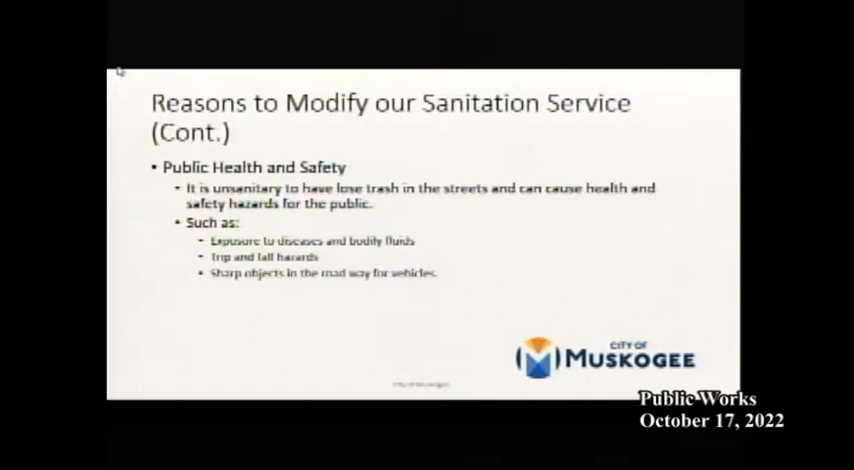 Reasons to Modify our Sanitation Service
(Cont.)
• Public Health and Safety
• It is unsanitary to have lose trash in the streets and can cause health and
safety hazards for the public.
• Such as:
• Exposure to diseases and bodily fluids
• Trip and fall hazards
• Sharp objects in the road way for vehicles.
CITY OF
MUSKOGEE
City of Muskogee
Public Works
October 17, 2022